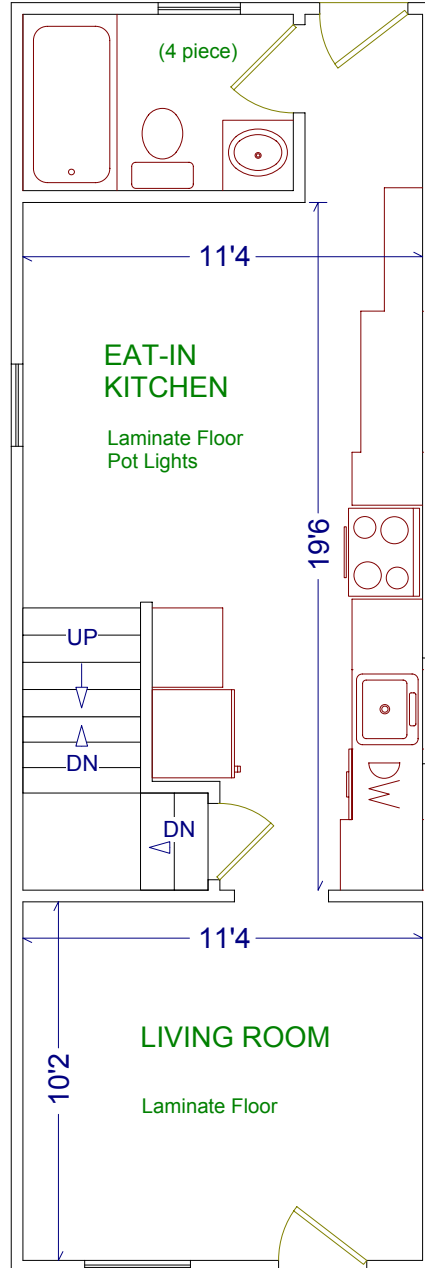 (4 piece)
11'4
EAT-IN
KITCHEN
Laminate Floor
Pot Lights
19'6
UP
DN
DW
DN
11'4
LIVING ROOM
10'2
Laminate Floor